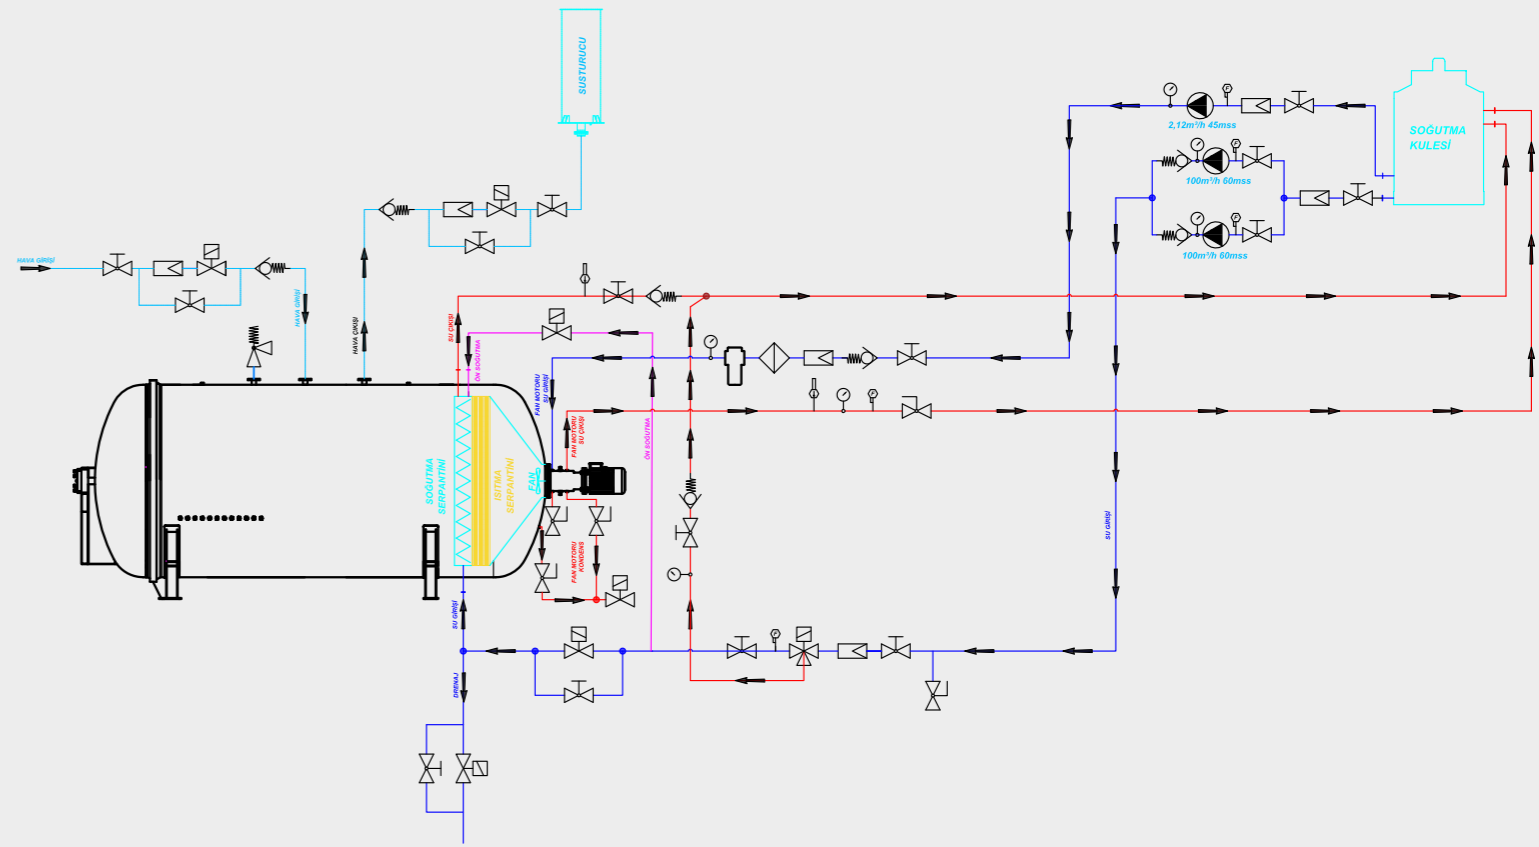 SUSTURUCU
2,12m³/h 45mss
SOĞUTMA
KULESİ
100m³/h 60mss
100m³/h 60mss
HAVA GİRİŞİ
HAVA GİRİŞİ
HAVA ÇIKIŞI
SU ÇIKIŞI
ÖN SOĞUTMA
FAN MOTORU
SU GİRİŞİ
FAN MOTORU
SU ÇIKIŞI
ÖN SOĞUTMA
SOĞUTMA
SERPANTİNİ
ISITMA
SERPANTİNİ
FAN
FAN MOTORU
KONDENS
SU GİRİŞİ
SU GİRİŞİ
DRENAJ
F
F
F
F
F